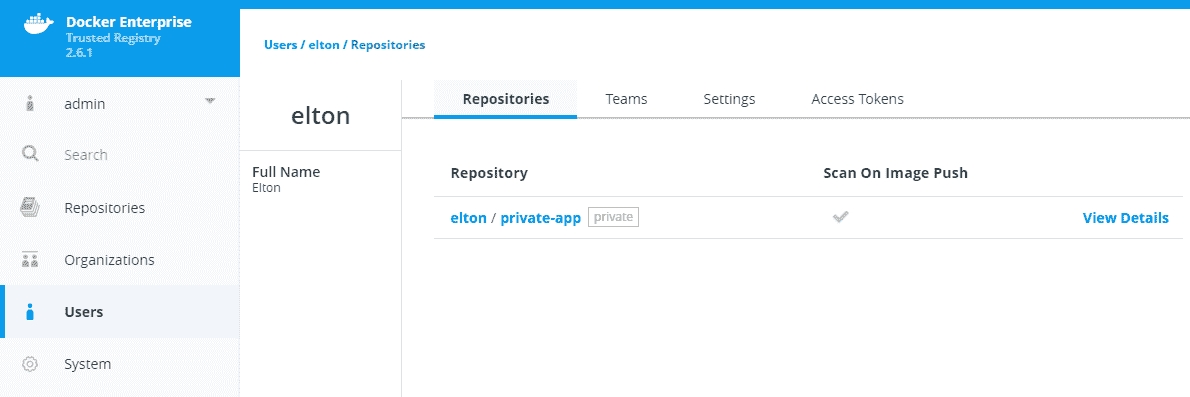 Docker Enterprise
Trusted Registry
2.6.1
admin
Search
Repositories
Organizations
Users
System
Users / elton / Repositories
elton
Full Name
Elton
Repositories Teams Settings Access Tokens
Repository Scan On Image Push
elton / private-app private View Details